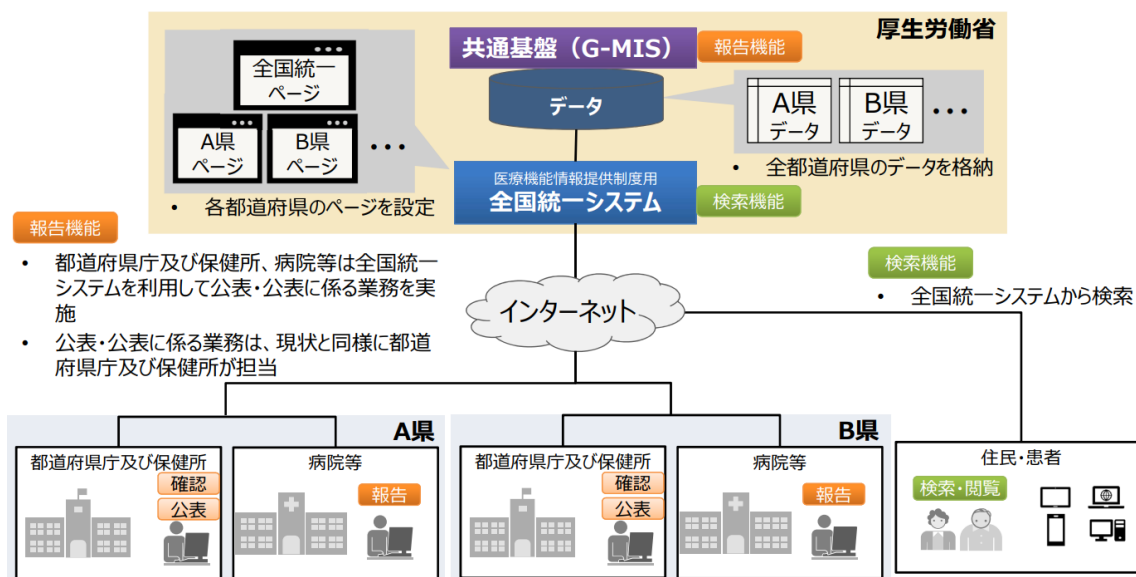 厚生労働省
共通基盤（G-MIS）
報告機能
データ
全国統一
ページ
A県
ページ
B県
ページ
・・・
• 各都道府県のページを設定
A県
データ
B県
データ
・・・
• 全都道府県のデータを格納
医療機能情報提供制度用
全国統一システム
検索機能
報告機能
• 都道府県庁及び保健所、病院等は全国統一
システムを利用して公表・公表に係る業務を実
施
• 公表・公表に係る業務は、現状と同様に都道
府県庁及び保健所が担当
検索機能
• 全国統一システムから検索
インターネット
A県
都道府県庁及び保健所
確認
公表
病院等
報告
B県
都道府県庁及び保健所
確認
公表
病院等
報告
住民・患者
検索・閲覧